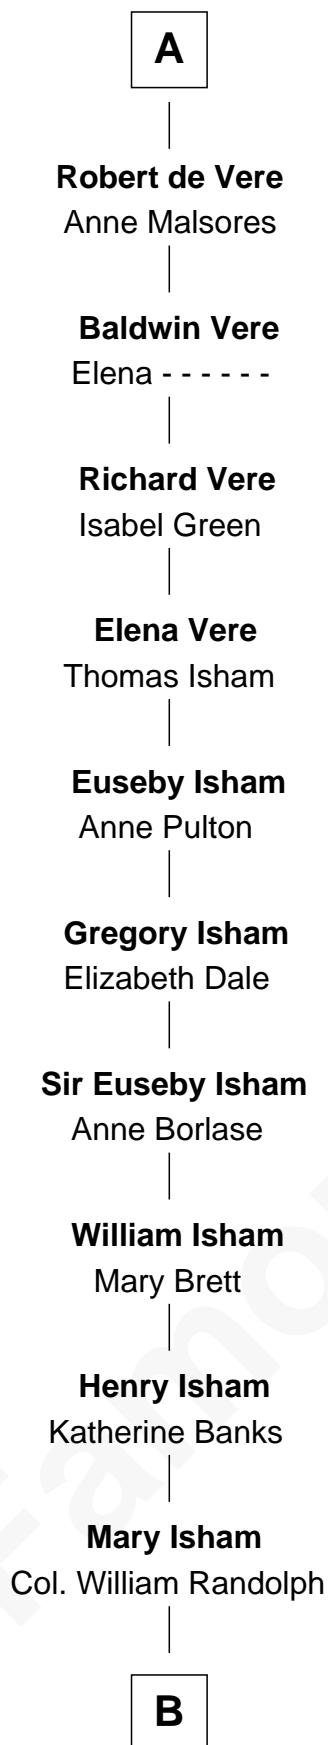 A
Robert de Vere
Anne Malsores
Baldwin Vere
Elena - - - - - -
Richard Vere
Isabel Green
Elena Vere
Thomas Isham
Euseby Isham
Anne Pulton
Gregory Isham
Elizabeth Dale
Sir Euseby Isham
Anne Borlase
William Isham
Mary Brett
Henry Isham
Katherine Banks
Mary Isham
Col. William Randolph
B